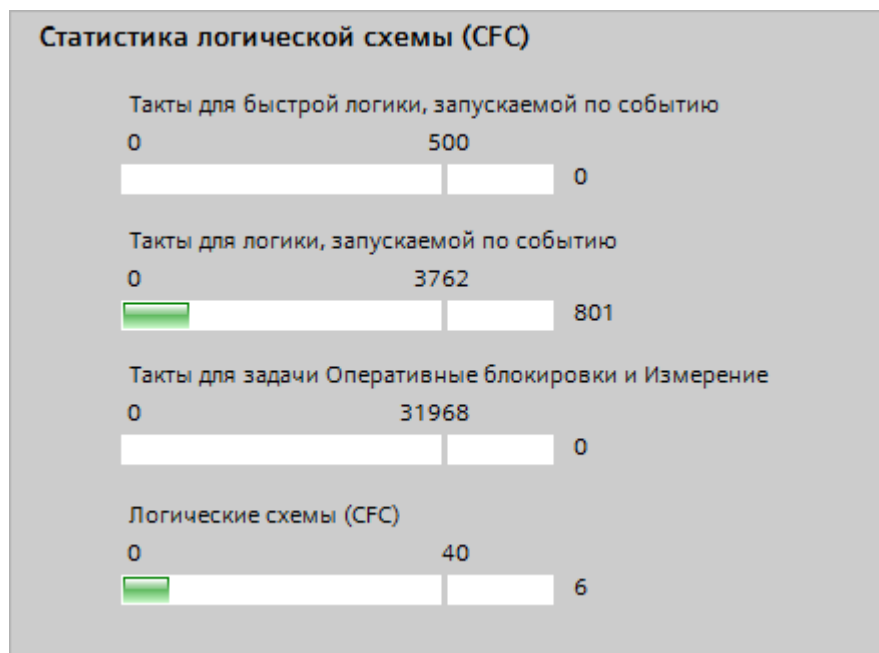 Статистика логической схемы (CFC)
Такты для быстрой логики, запускаемой по событию
0 500
0
Такты для логики, запускаемой по событию
0 3762
801
Такты для задачи Оперативные блокировки и Измерение
0 31968
0
Логические схемы (CFC)
0 40
6